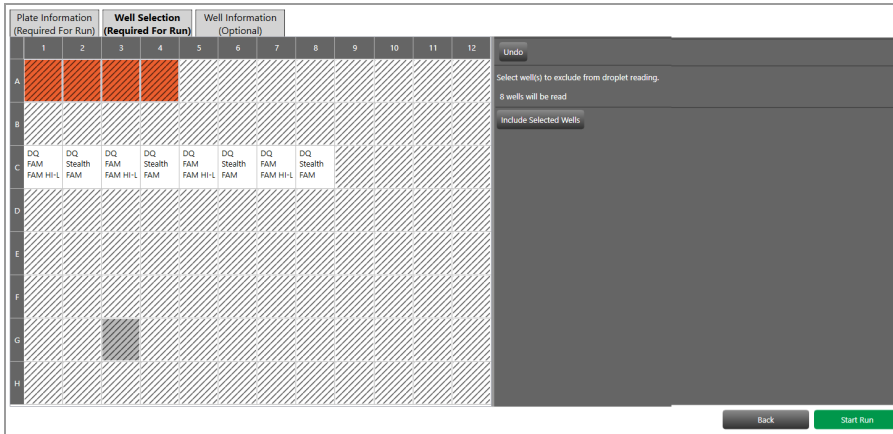 Plate Information
(Required For Run)
Well Selection
(Required For Run)
Well Information
(Optional)
1 2 3 4 5 6 7 8 9 10 11 12
Undo
A
Select well(s) to exclude from droplet reading.
8 wells will be read
Include Selected Wells
B
C
DQ DQ DQ DQ DQ DQ DQ DQ
FAM Stealth FAM Stealth FAM Stealth FAM Stealth
FAM HI-L FAM FAM HI-L FAM FAM HI-L FAM FAM HI-L FAM
D
E
F
G
H
Back Start Run